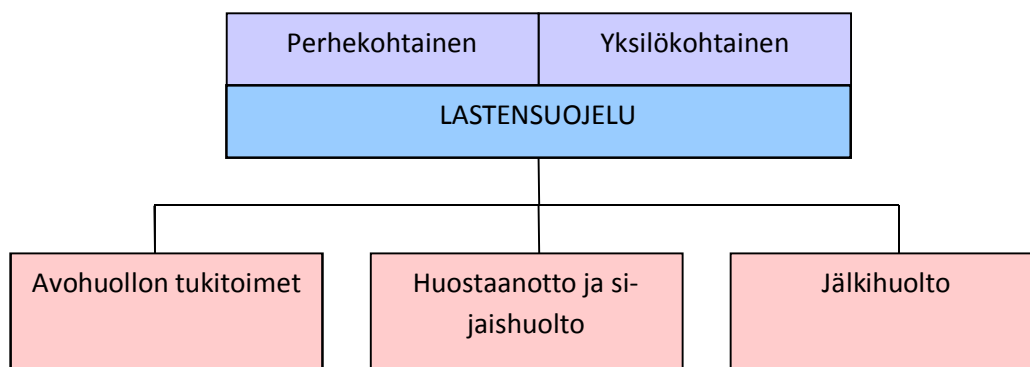 Perhekohtainen
Yksilökohtainen
LASTENSUOJELU
Avohuollon tukitoimet
Huostaanotto ja si-
jaishuolto
Jälkihuolto